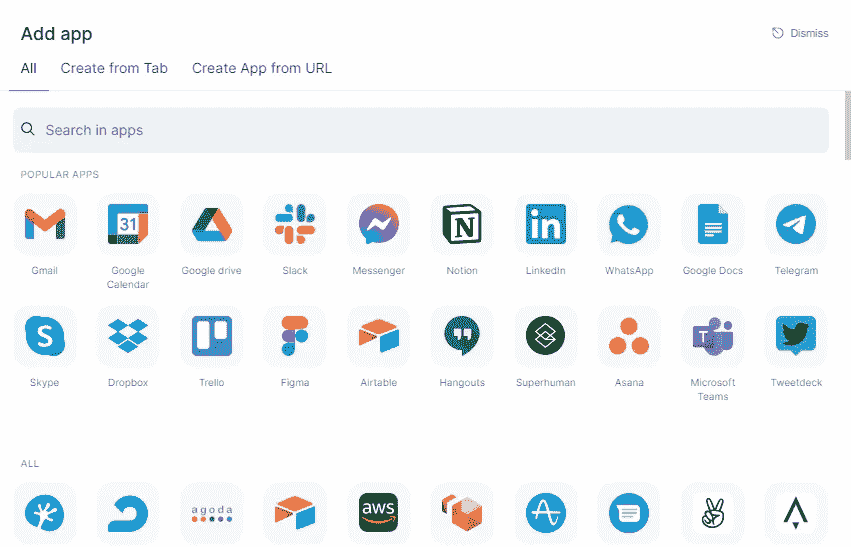 Add app
Dismiss
All Create from Tab Create App from URL
Search in apps
POPULAR APPS
31
in
Gmail Google Calendar Google drive Slack Messenger Notion LinkedIn WhatsApp Google Docs Telegram
S
T
Skype Dropbox Trello Figma Airtable Hangouts Superhuman Asana Microsoft Teams Tweetdeck
ALL
agoda
aws